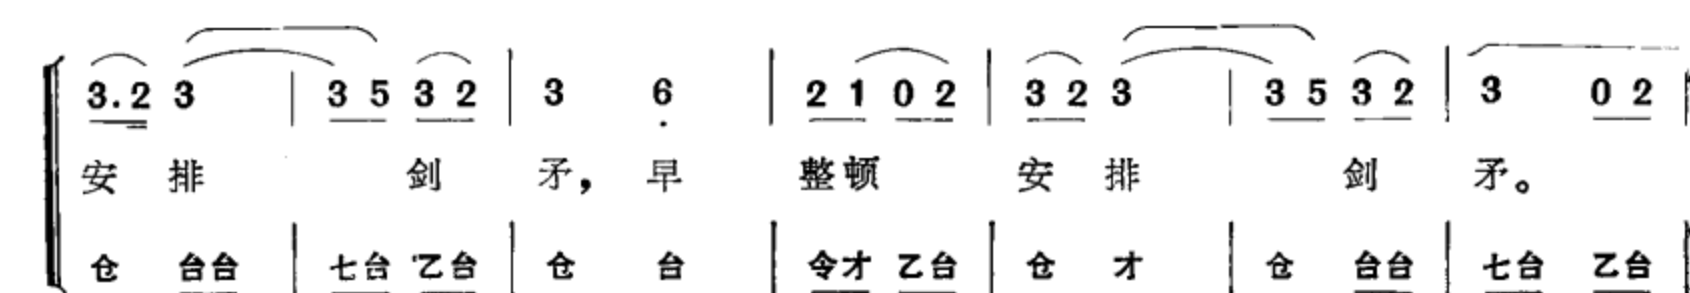 3.2 3 | 3 5 3 2 | 3 6 | 2 1 0 2 | 3 2 3 | 3 5 3 2 | 3 0 2
安 排 剑 矛，早 整顿 安 排 剑 矛。
仓 台台 | 七台 乙台 | 仓 台 | 令才 乙台 | 仓 才 | 仓 台台 | 七台 乙台